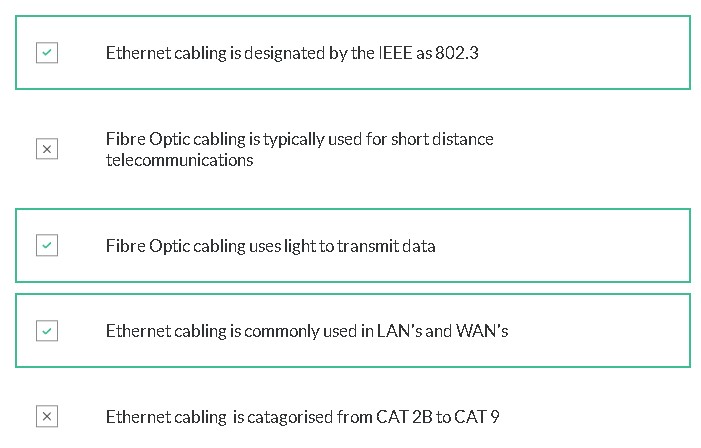 Ethernet cabling is designated by the IEEE as 802.3
Fibre Optic cabling is typically used for short distance
telecommunications
Fibre Optic cabling uses light to transmit data
Ethernet cabling is commonly used in LAN's and WAN's
Ethernet cabling  is catagorised from CAT 2B to CAT 9